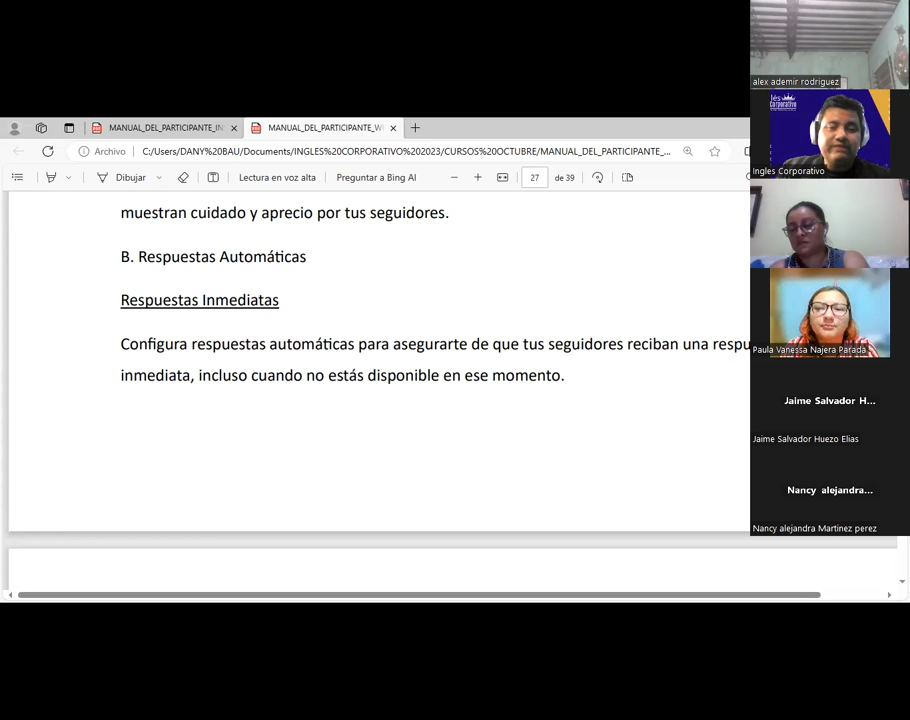 alex ademir rodriguez
MANUAL_DEL_PARTICIPANTE_IN
MANUAL_DEL_PARTICIPANTE_W
Inglés
Corporativo
Archivo
C:/Users/DANY%20BAU/Documents/INGLES%20CORPORATIVO%202023/CURSOS%20OCTUBRE/MANUAL_DEL_PARTICIPANTE_...
Ingles Corporativo
Dibujar
Lectura en voz alta
Preguntar a Bing AI
27
de 39
muestran cuidado y aprecio por tus seguidores.
B. Respuestas Automáticas
Respuestas Inmediatas
Configura respuestas automáticas para asegurarte de que tus seguidores reciban una respu
inmediata, incluso cuando no estás disponible en ese momento.
Paula Vanessa Najera Parada
Jaime Salvador H...
Jaime Salvador Huezo Elias
Nancy alejandra...
Nancy alejandra Martinez perez